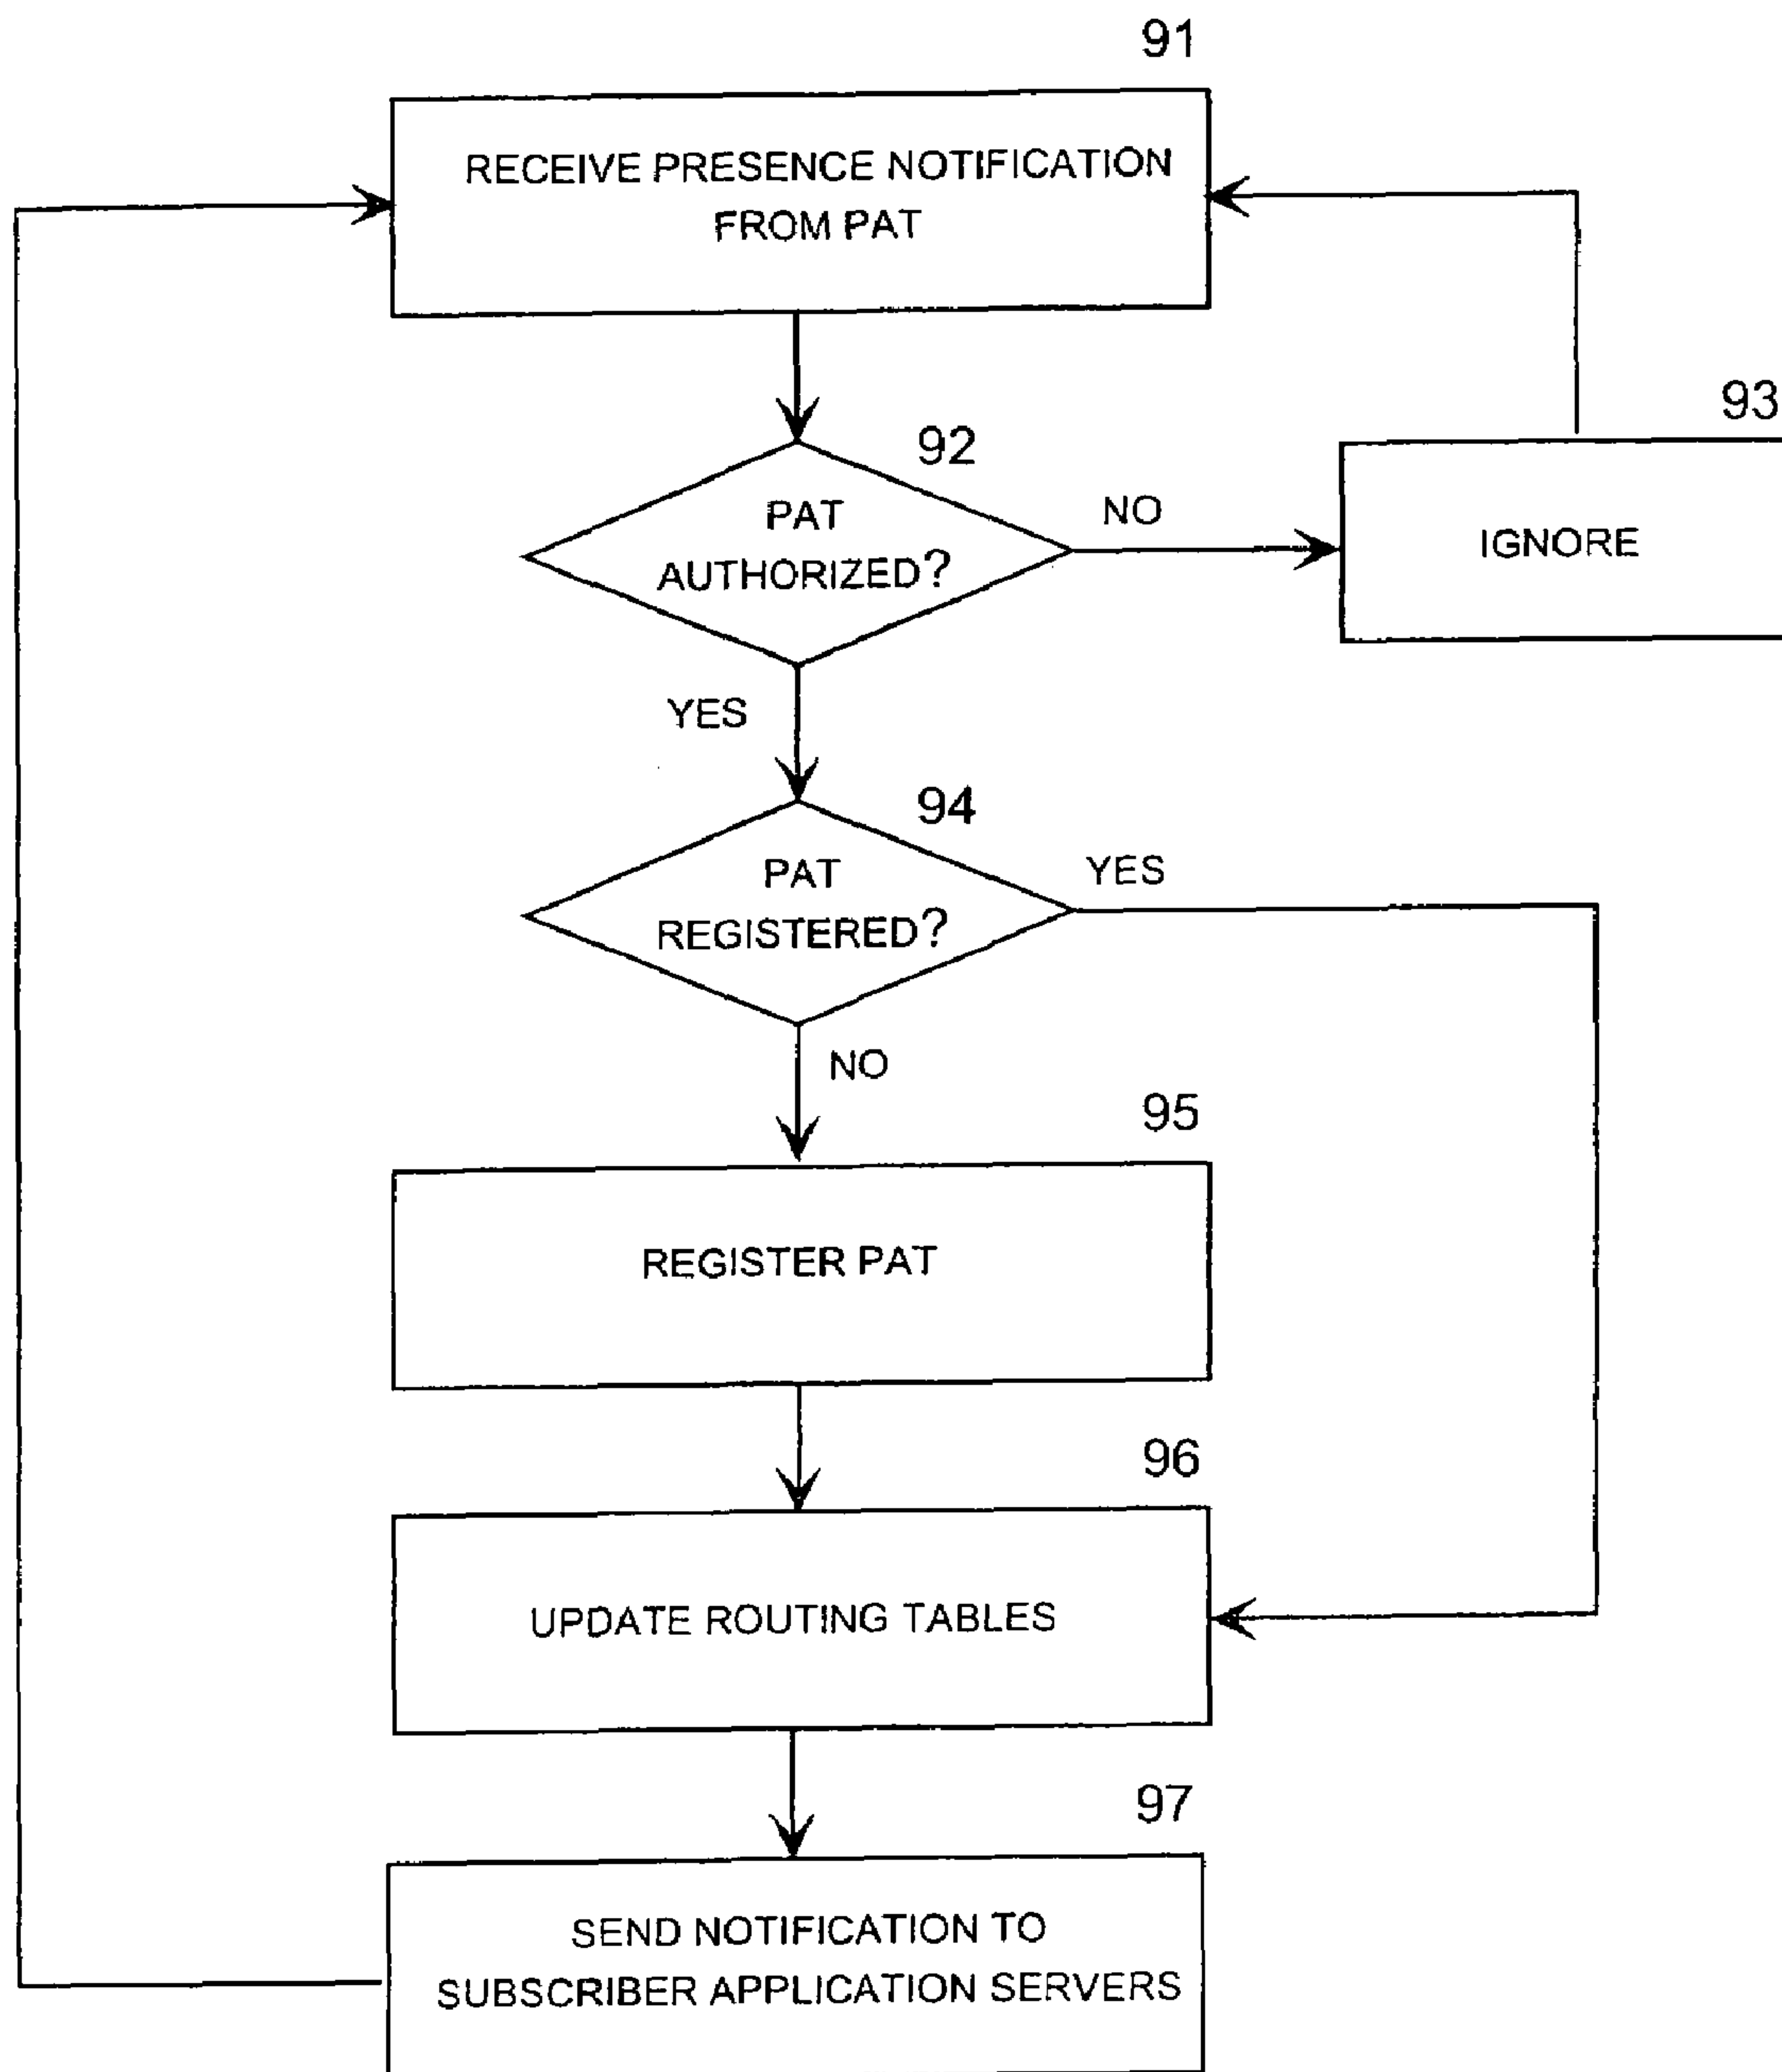 91
RECEIVE PRESENCE NOTIFICATION
FROM PAT
92
PAT
AUTHORIZED?
NO
93
IGNORE
YES
94
PAT
REGISTERED?
YES
NO
95
REGISTER PAT
96
UPDATE ROUTING TABLES
97
SEND NOTIFICATION TO
SUBSCRIBER APPLICATION SERVERS